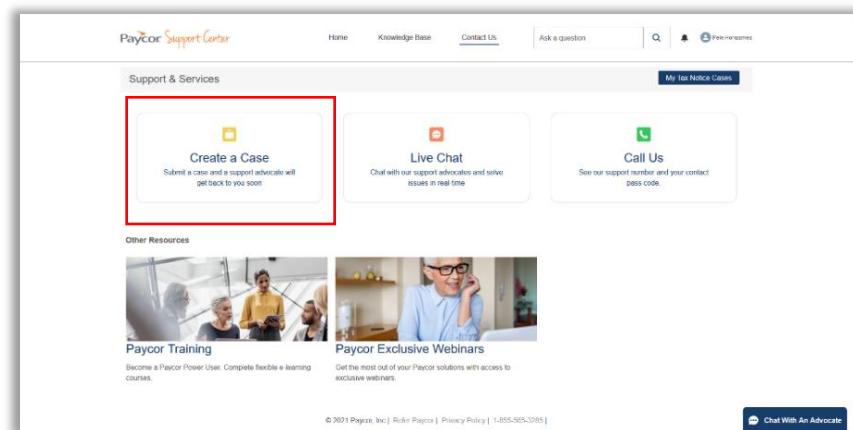 Paycor Support Center
Home Knowledge Base Contact Us Ask a question
Support & Services
My Tax Notice Cases
Create a Case
Submit a case and a support advocate will
get back to you soon
Live Chat
Chat with our support advocates and solve
issues in real-time
Call Us
See our support number and your contact
pass code.
Other Resources
Paycor Training
Become a Paycor Power User. Complete flexible e-learning
courses.
Paycor Exclusive Webinars
Get the most out of your Paycor solutions with access to
exclusive webinars.
© 2021 Paycor, Inc | Refer Paycor | Privacy Policy | 1-855-565-3285 |
Chat With An Advocate